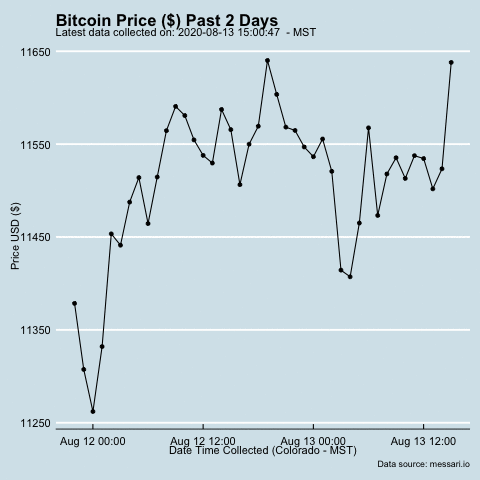 Bitcoin Price ($) Past 2 Days
Latest data collected on: 2020-08-13 15:00:47  - MST
11650
11550
11450
11350
11250
Price USD ($)
Aug 12 00:00
Aug 12 12:00
Aug 13 00:00
Aug 13 12:00
Date Time Collected (Colorado - MST)
Data source: messari.io